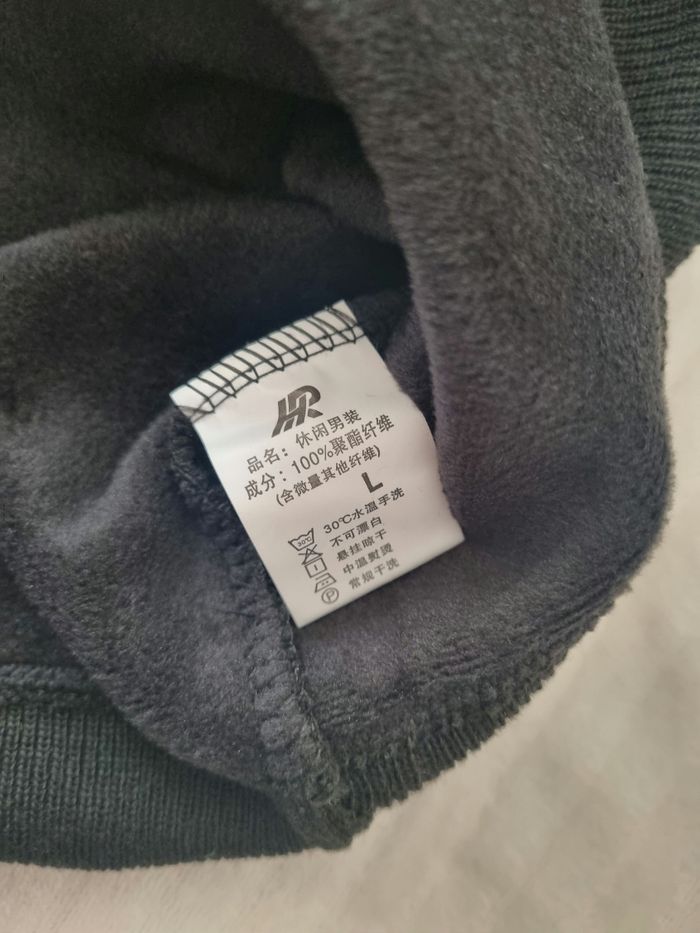 HR
品名：休闲男装
成分：100%聚酯纤维
(含微量其他纤维)
L
30℃ 30℃水温手洗
不可漂白
悬挂晾干
中温熨烫
P 常规干洗